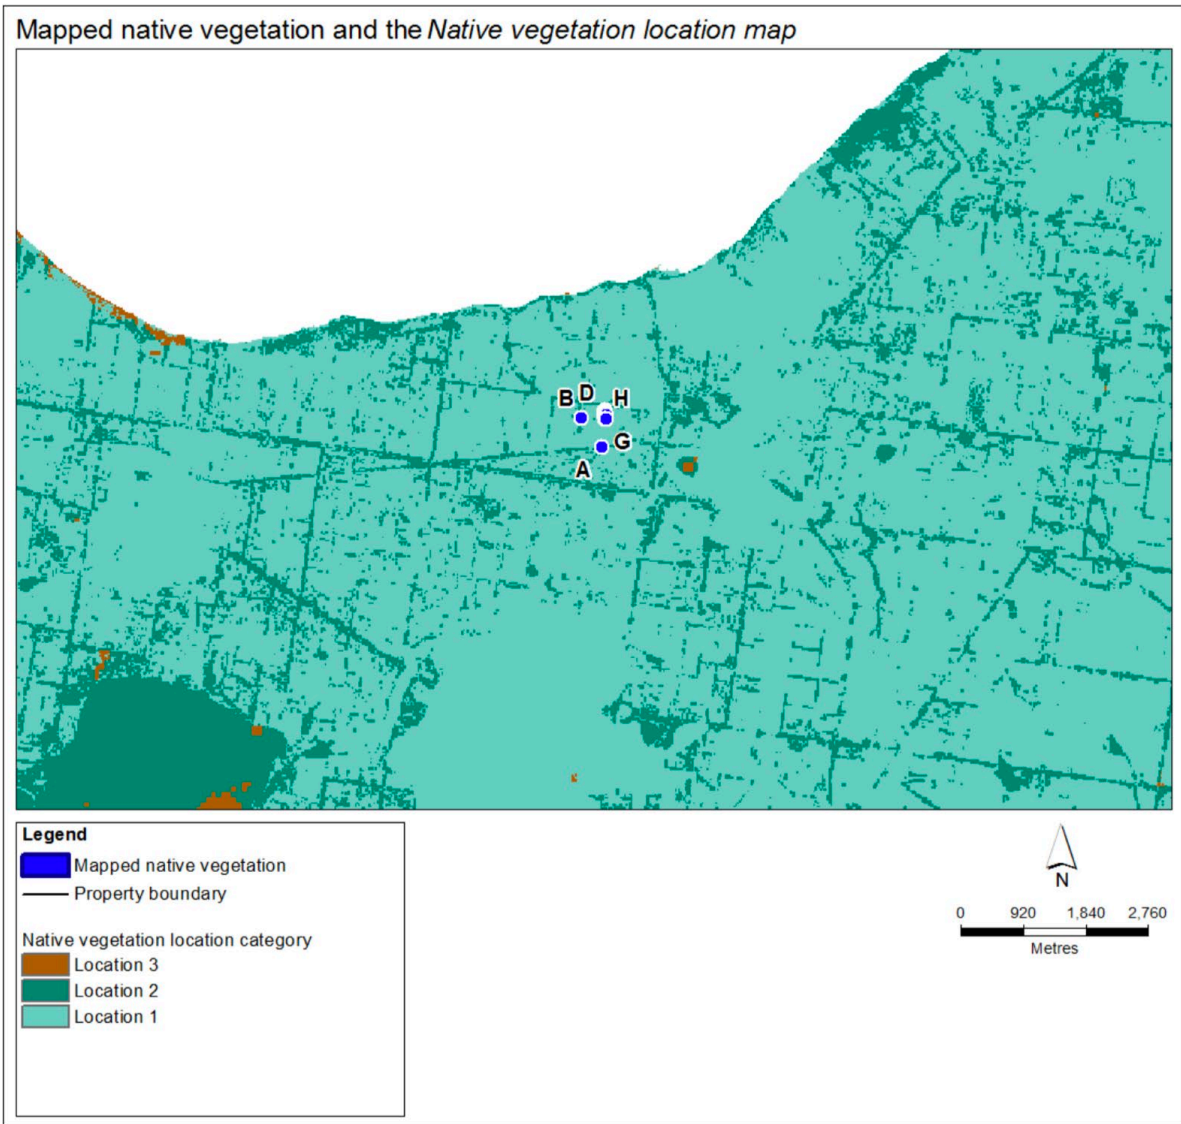 Mapped native vegetation and the Native vegetation location map
B D H
G
A
Legend
Mapped native vegetation
Property boundary
Native vegetation location category
Location 3
Location 2
Location 1
N
0 920 1,840 2,760
Metres